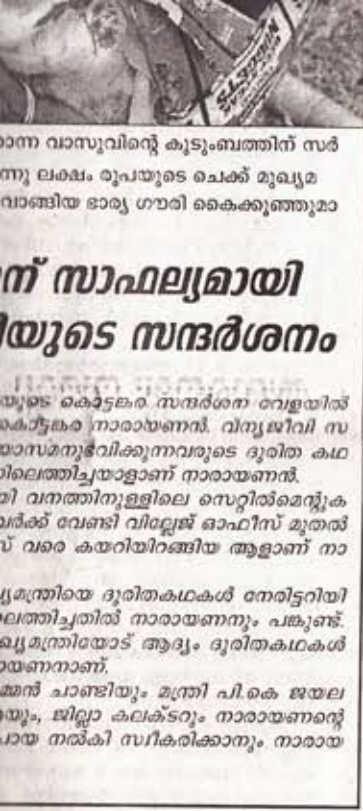 ാന്ന വാസുവിന്റെ കുടുംബത്തിന് സർ
ന്നു ലക്ഷം രൂപയുടെ ചെക്ക് മുഖ്യമ
വാങ്ങിയ ഭാര്യ ഗൗരി കൈക്കുഞ്ഞുമാ
ന് സാഫല്യമായി
ിയുടെ സന്ദർശനം
യുടെ കൊട്ടങ്കര സന്ദർശന വേളയിൽ
കൊട്ടങ്കര നാരായണൻ. വിന്യജീവി സ
യാസമനുഭവിക്കുന്നവരുടെ ദുരിത കഥ
ിലെത്തിച്ചയാളാണ് നാരായണൻ.
യി വനത്തിനുള്ളിലെ സെറ്റിൽമെന്റുക
വർക്ക് വേണ്ടി വില്ലേജ് ഓഫീസ് മുതൽ
സ് വരെ കയറിയിറങ്ങിയ ആളാണ് നാ
ഖ്യമന്ത്രിയെ ദുരിതകഥകൾ നേരിട്ടറിയി
ലെത്തിച്ചതിൽ നാരായണനും പങ്കുണ്ട്.
ഖ്യമന്ത്രിയോട് ആദ്യം ദുരിതകഥകൾ
ായണനാണ്.
മ്മൻ ചാണ്ടിയും മന്ത്രി പി.കെ ജയല
യും, ജില്ലാ കലക്ടറും നാരായണന്റെ
ചായ നൽകി സ്വീകരിക്കാനും നാരായ